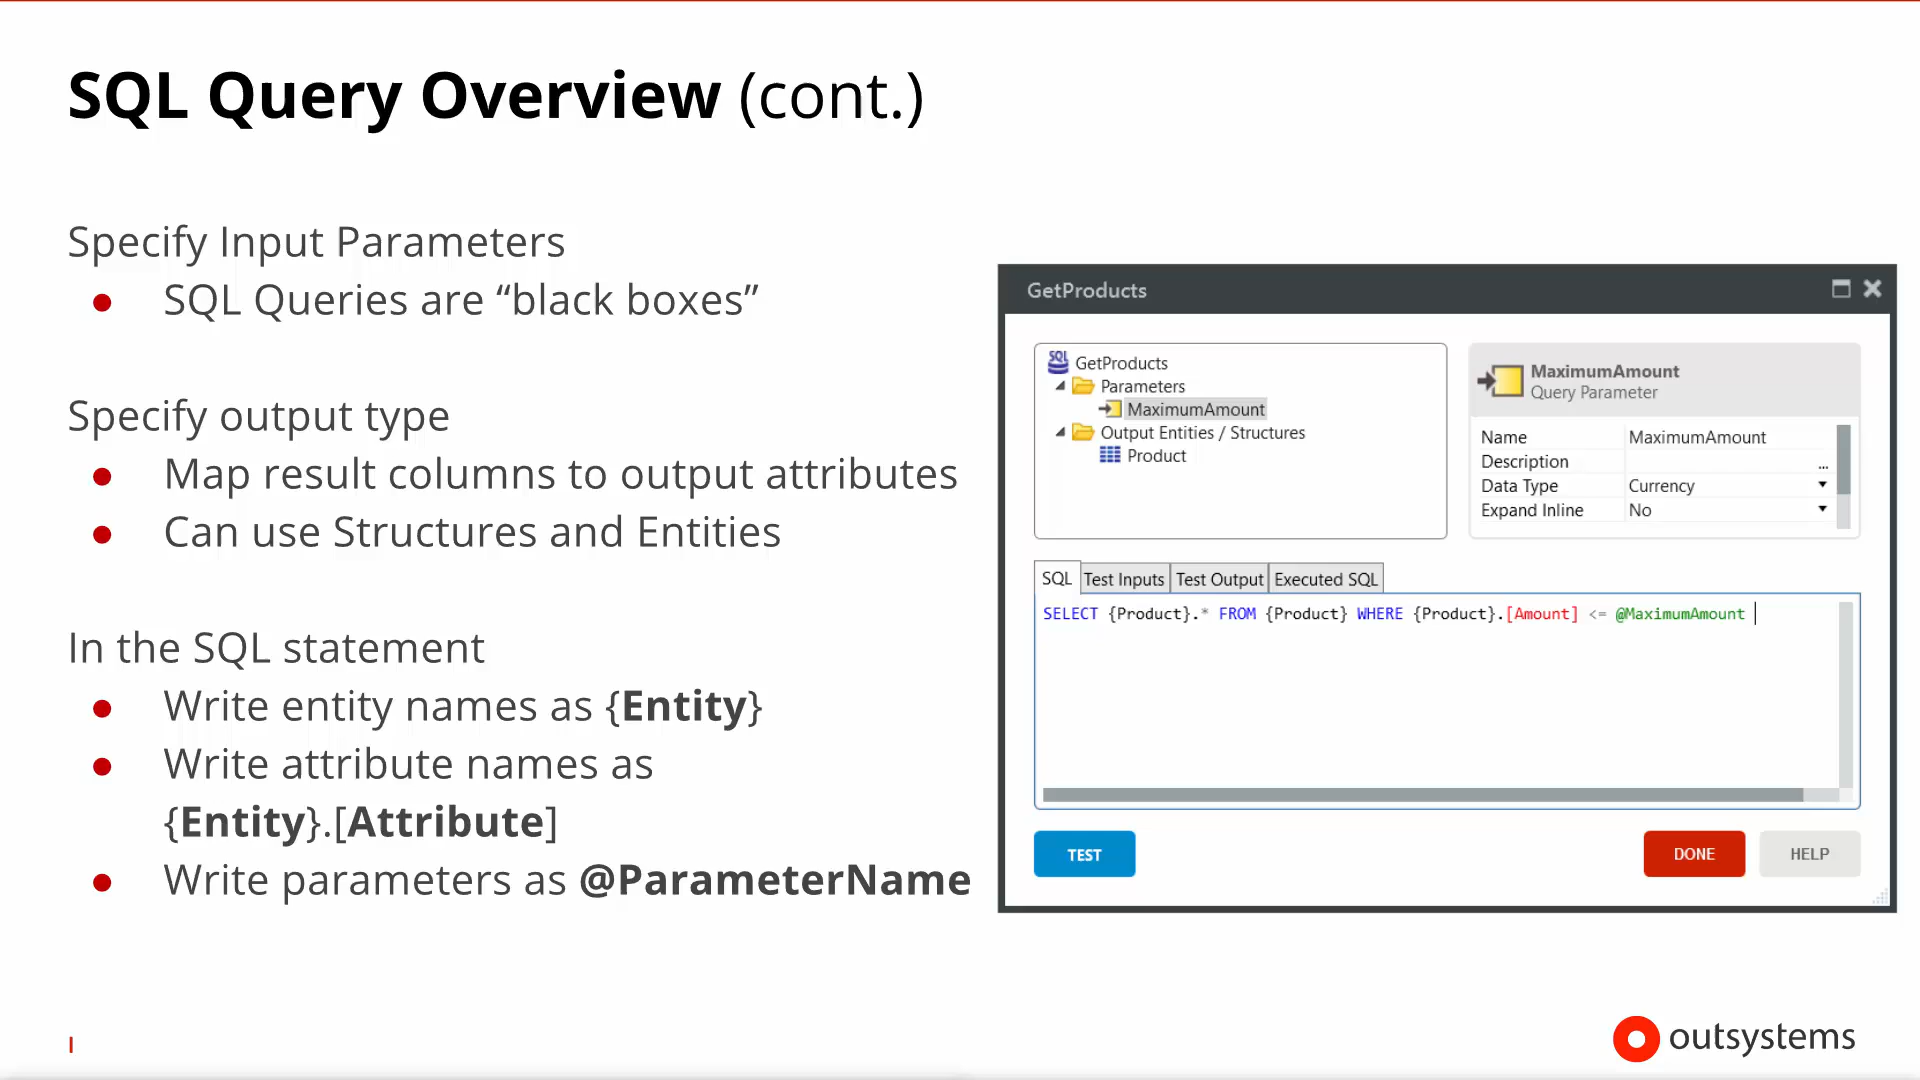 SQL Query Overview (cont.)
Specify Input Parameters
● SQL Queries are “black boxes”
Specify output type
● Map result columns to output attributes
● Can use Structures and Entities
In the SQL statement
● Write entity names as {Entity}
● Write attribute names as
{Entity}.[Attribute]
● Write parameters as @ParameterName
GetProducts
SQL GetProducts
Parameters
MaximumAmount
Output Entities / Structures
Product
MaximumAmount
Query Parameter
Name MaximumAmount
Description ...
Data Type Currency
Expand Inline No
SQL Test Inputs Test Output Executed SQL
SELECT {Product}.* FROM {Product} WHERE {Product}.[Amount] <= @MaximumAmount
TEST DONE HELP
outsystems